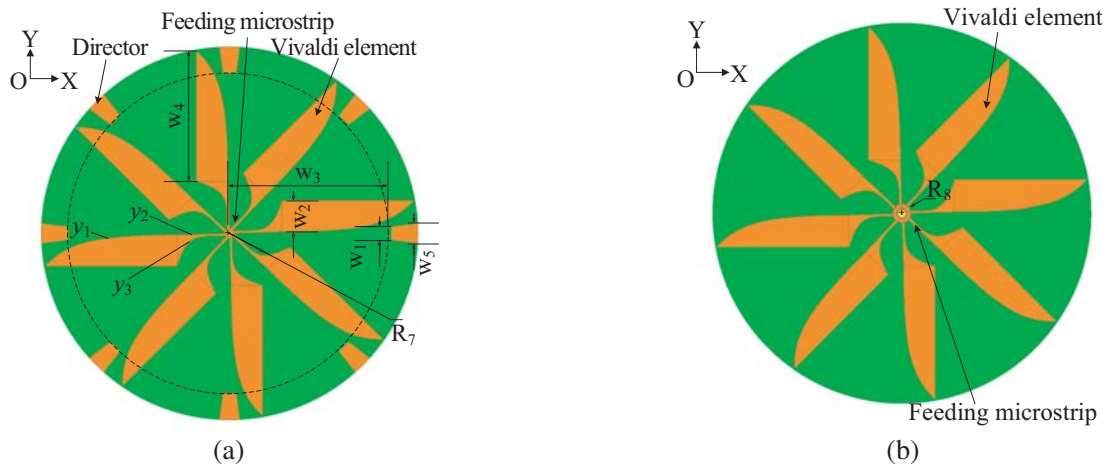 Feeding microstrip
Y
Director
Vivaldi element
O
X
w4
w3
w2
y2
y1
w1
w5
y3
R7
(a)
Y
Vivaldi element
O
X
R8
Feeding microstrip
(b)